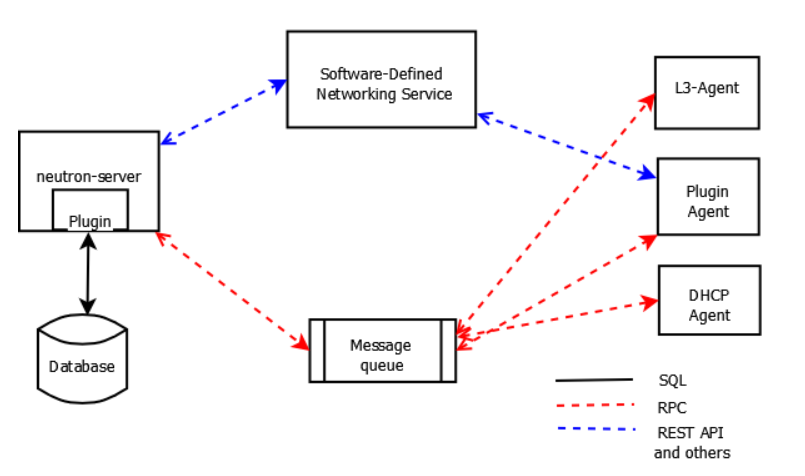 Software-Defined
Networking Service
L3-Agent
neutron-server
Plugin
Plugin
Agent
DHCP
Agent
Message
queue
Database
SQL
RPC
REST API
and others